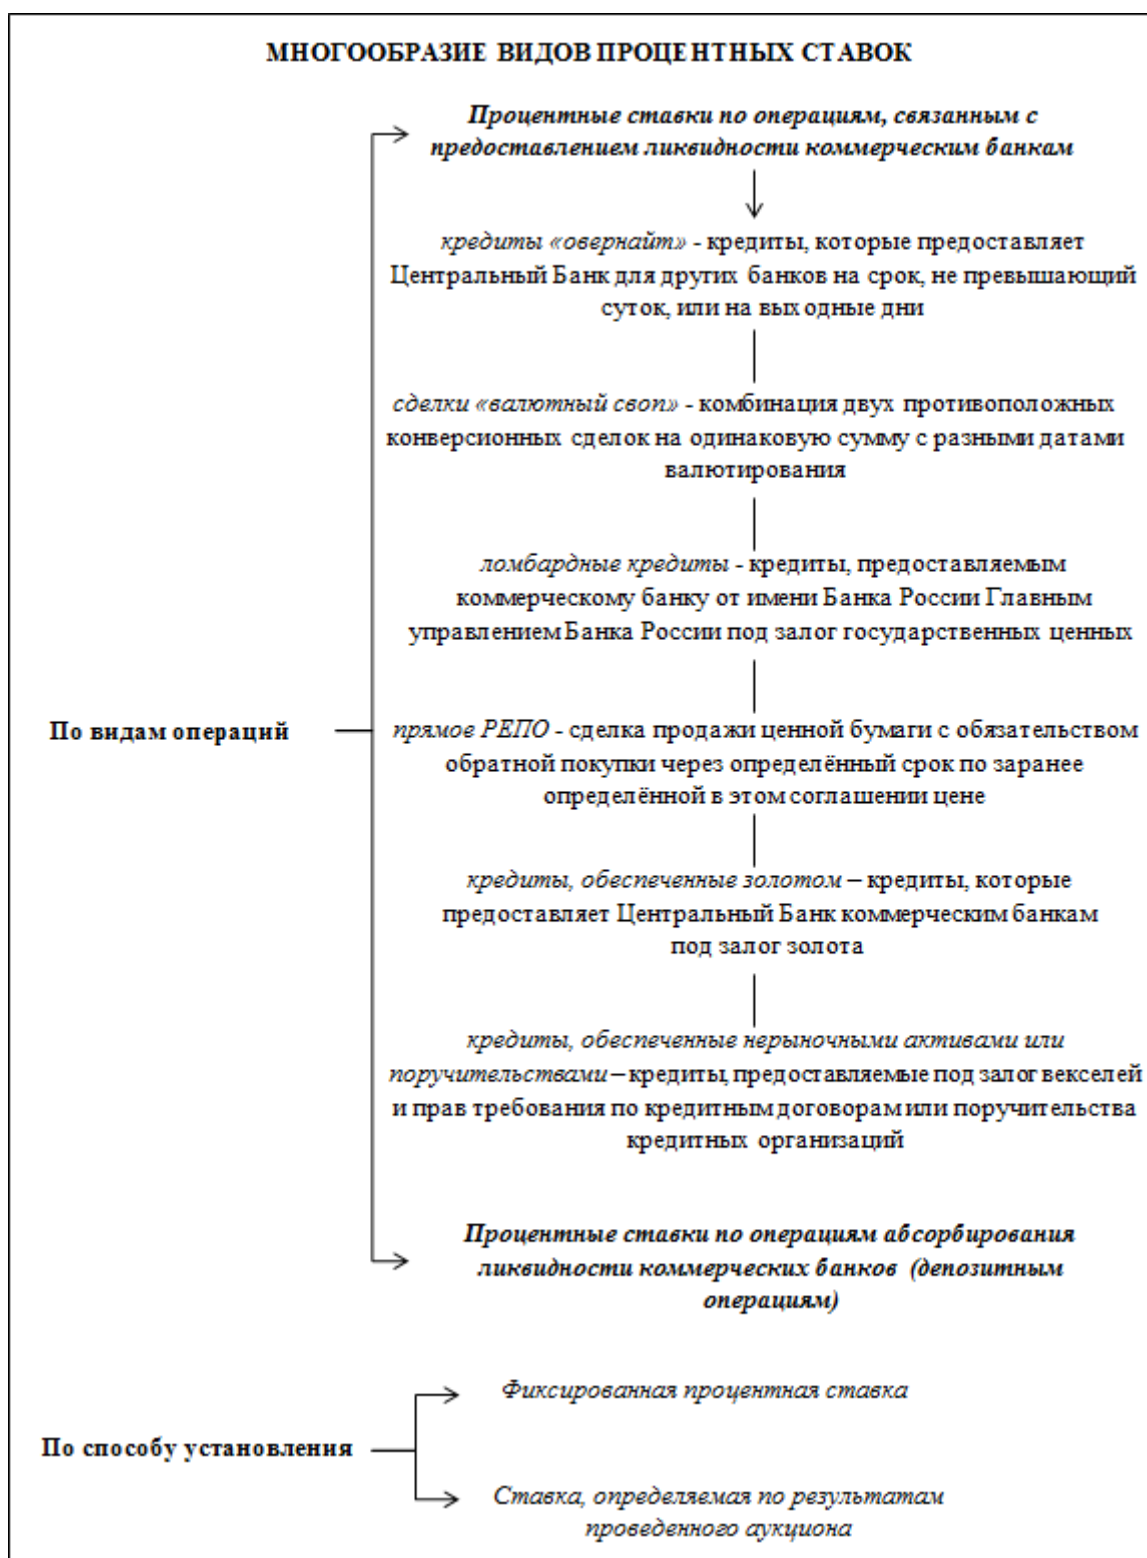 МНОГООБРАЗИЕ ВИДОВ ПРОЦЕНТНЫХ СТАВОК
Процентные ставки по операциям, связанным с
предоставлением ликвидности коммерческим банкам
кредиты «овернайт» - кредиты, которые предоставляет
Центральный Банк для других банков на срок, не превышающий
суток, или на выходные дни
сделки «валютный своп» - комбинация двух противоположных
конверсионных сделок на одинаковую сумму с разными датами
валютирования
ломбардные кредиты - кредиты, предоставляемым
коммерческому банку от имени Банка России Главным
управлением Банка России под залог государственных ценных
По видам операций
прямое РЕПО - сделка продажи ценной бумаги с обязательством
обратной покупки через определённый срок по заранее
определённой в этом соглашении цене
кредиты, обеспеченные золотом – кредиты, которые
предоставляет Центральный Банк коммерческим банкам
под залог золота
кредиты, обеспеченные нерыночными активами или
поручительствами – кредиты, предоставляемые под залог векселей
и прав требования по кредитным договорам или поручительства
кредитных организаций
Процентные ставки по операциям абсорбирования
ликвидности коммерческих банков (депозитным
операциям)
Фиксированная процентная ставка
По способу установления
Ставка, определяемая по результатам
проведенного аукциона